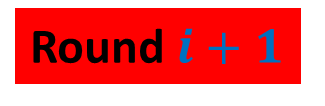 Round i + 1